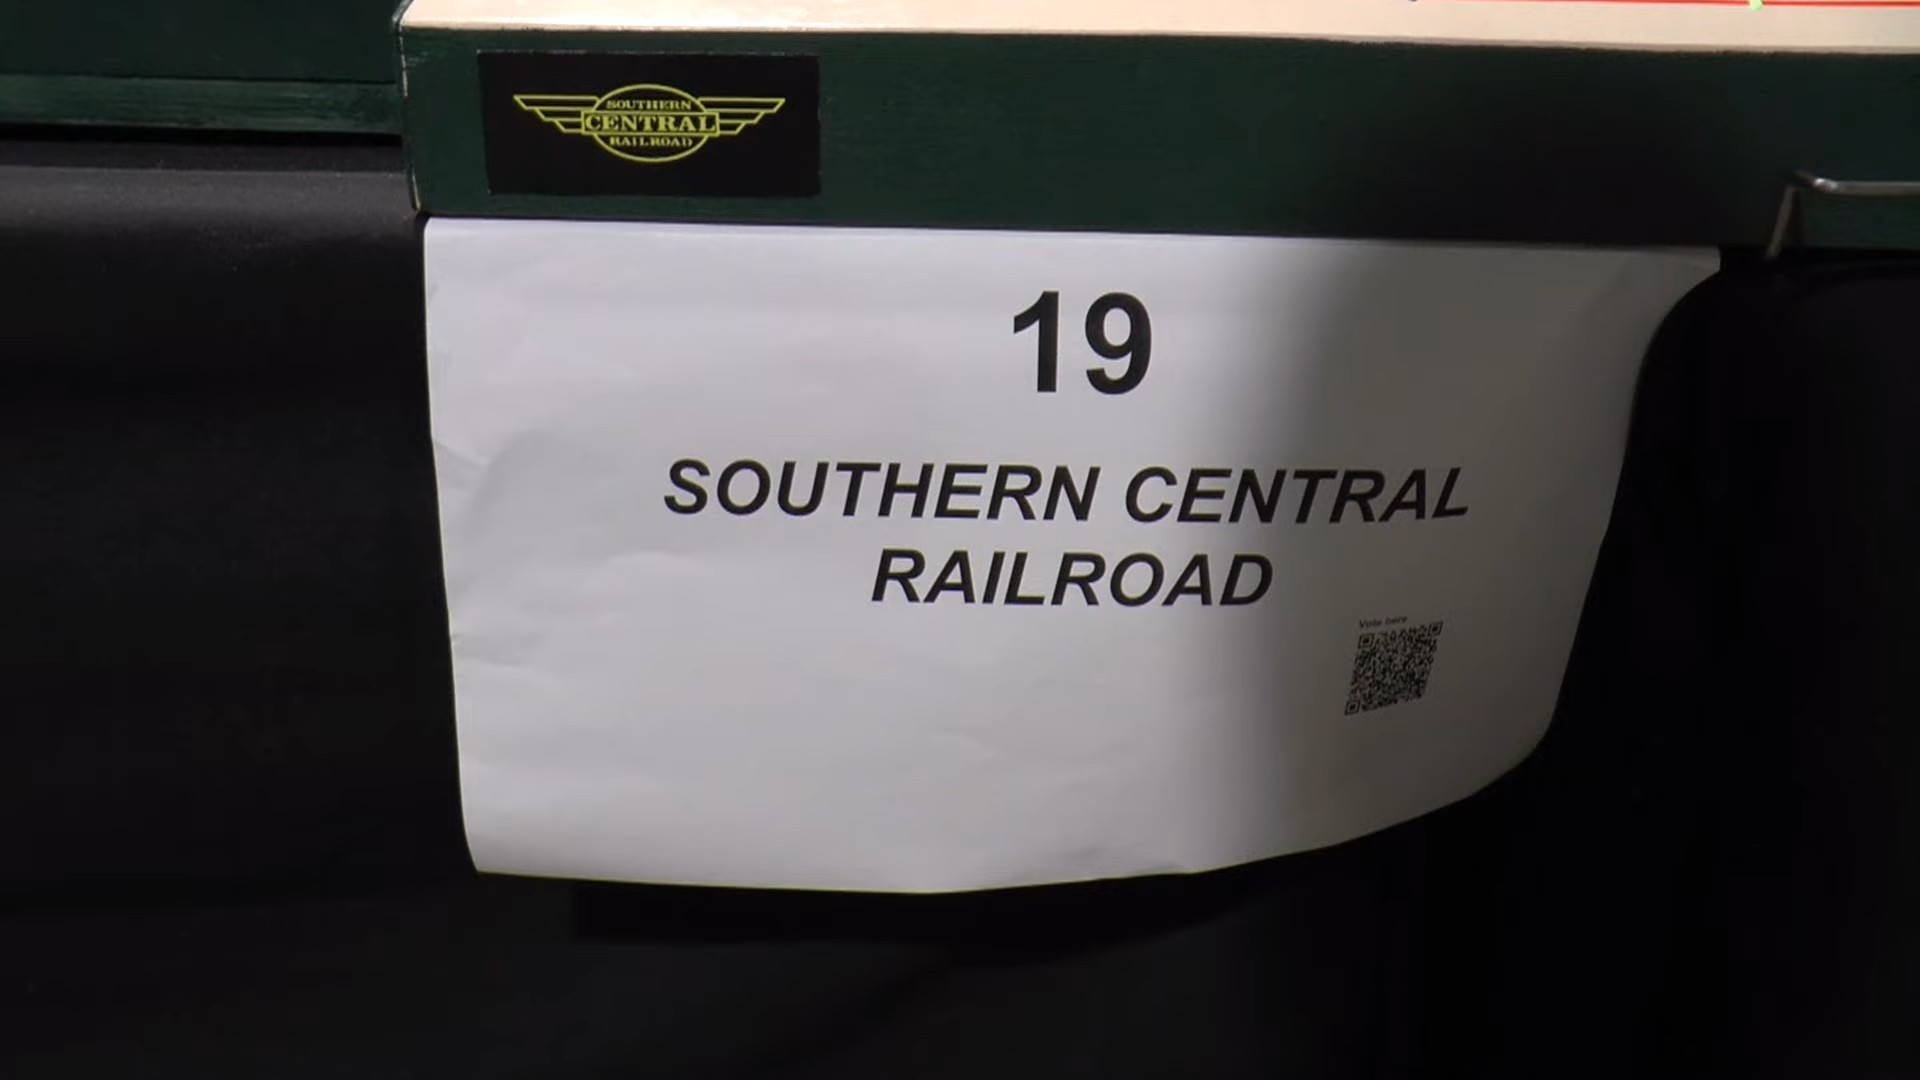 SOUTHERN
CENTRAL
RAILROAD
19
SOUTHERN CENTRAL
RAILROAD
Vote here